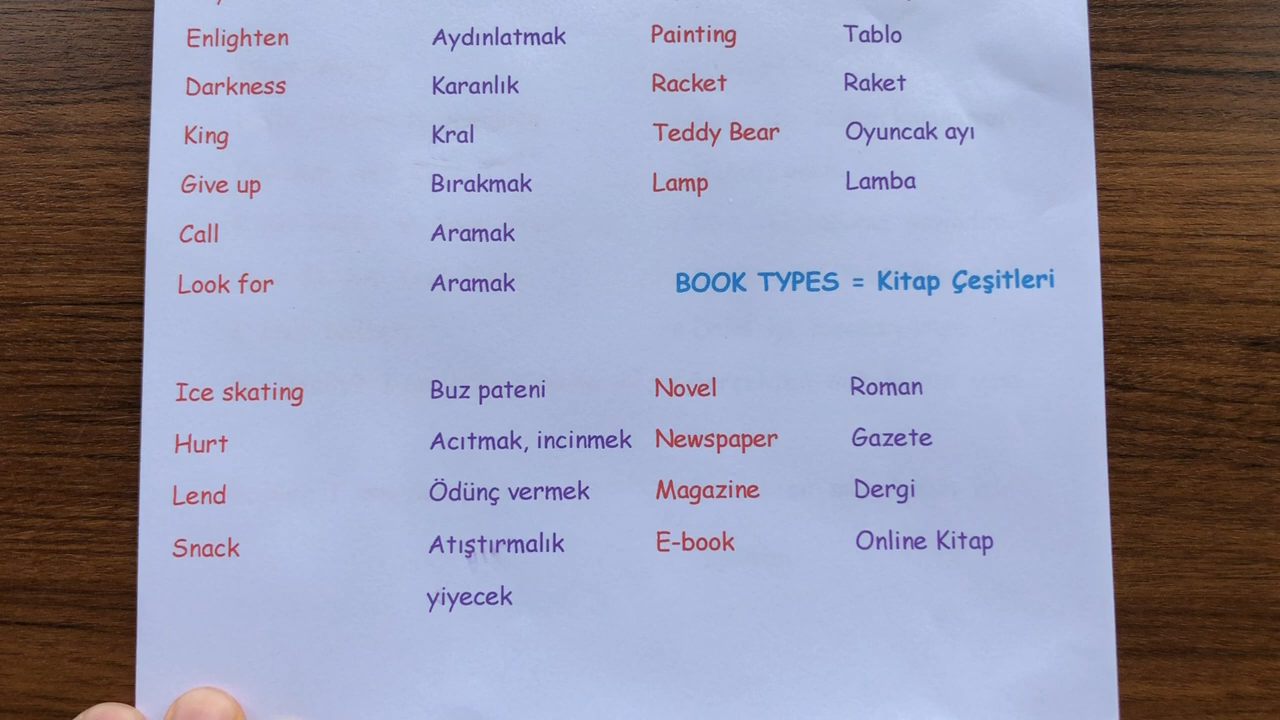 Enlighten Aydınlatmak Painting Tablo
Darkness Karanlık Racket Raket
King Kral Teddy Bear Oyuncak ayı
Give up Bırakmak Lamp Lamba
Call Aramak
Look for Aramak BOOK TYPES = Kitap Çeşitleri
Ice skating Buz pateni Novel Roman
Hurt Acıtmak, incinmek Newspaper Gazete
Lend Ödünç vermek Magazine Dergi
Snack Atıştırmalık E-book Online Kitap
yiyecek